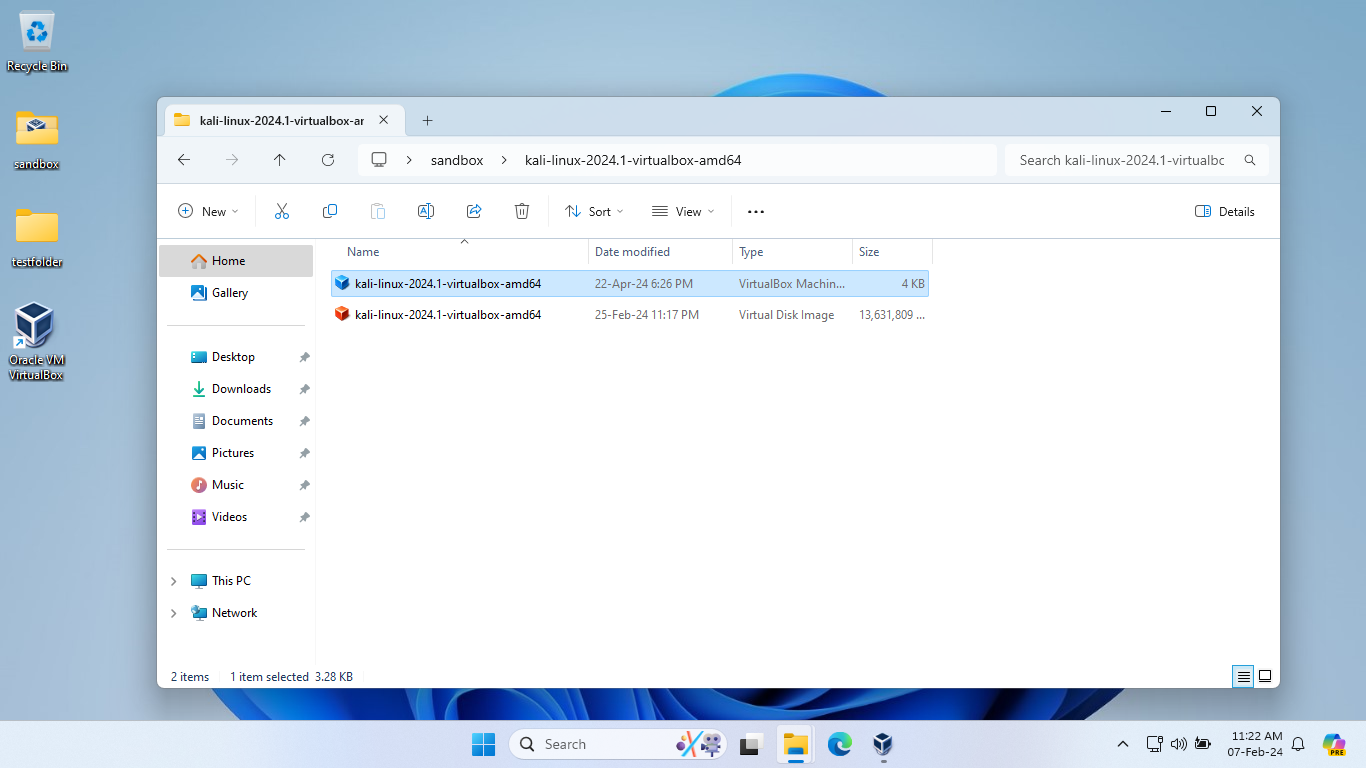 Recycle Bin
sandbox
testfolder
Oracle VM
VirtualBox
kali-linux-2024.1-virtualbox-ar
sandbox
kali-linux-2024.1-virtualbox-amd64
Search kali-linux-2024.1-virtualbc
New
Sort
View
Details
Home
Gallery
Desktop
Downloads
Documents
Pictures
Music
Videos
This PC
Network
Name Date modified Type Size
kali-linux-2024.1-virtualbox-amd64 22-Apr-24 6:26 PM VirtualBox Machin... 4 KB
kali-linux-2024.1-virtualbox-amd64 25-Feb-24 11:17 PM Virtual Disk Image 13,631,809 ...
2 items 1 item selected 3.28 KB
Search
11:22 AM
07-Feb-24
PRE